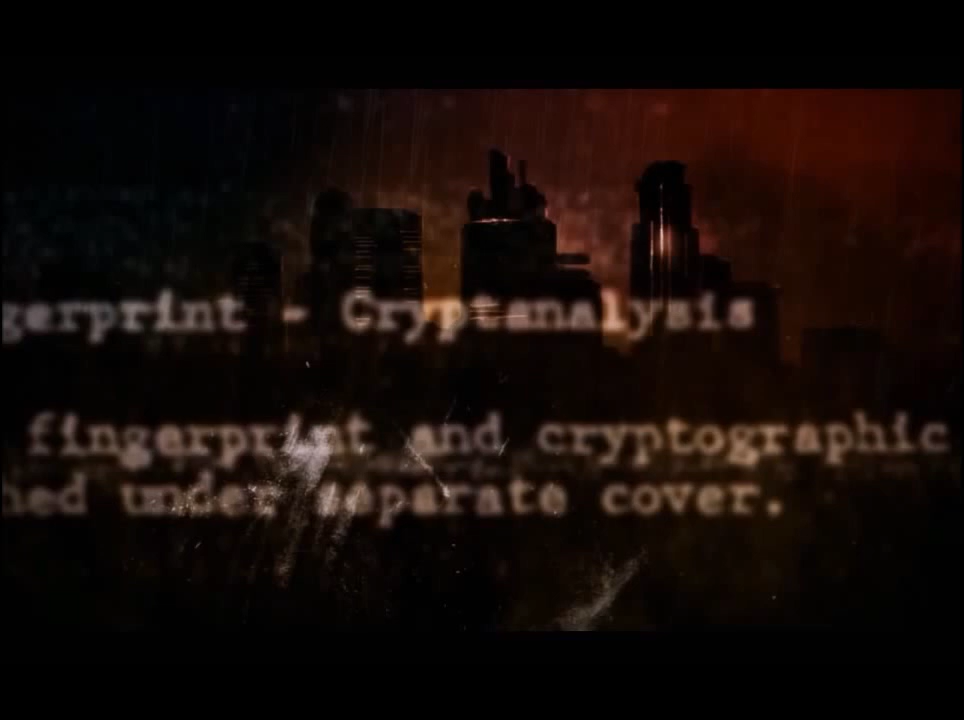 gerprint - Cryptanalysis
fingerprint and cryptographic
hed under separate cover.